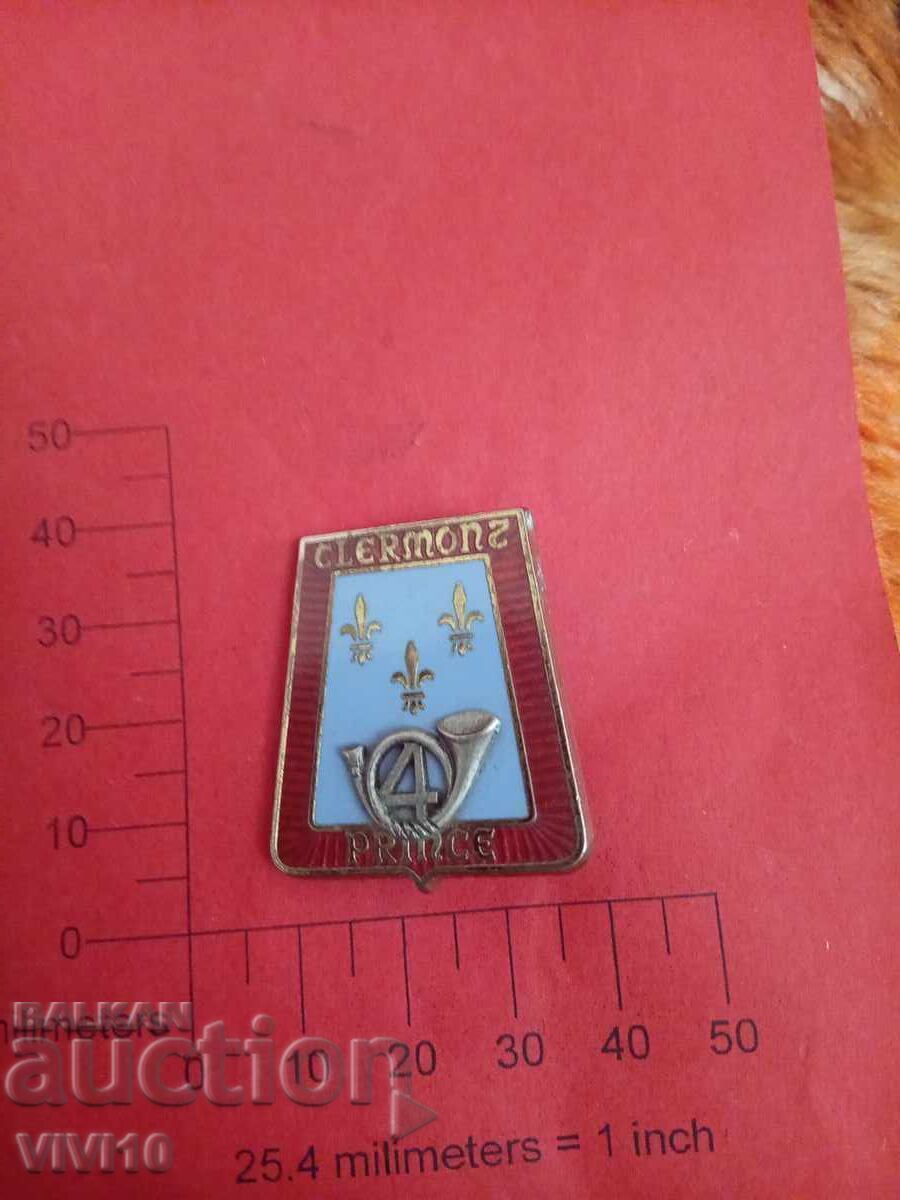 CLERMONT
4
PRINCE
50
40
30
20
10
0
milimeters
0 10 20 30 40 50
25.4 milimeters = 1 inch
BALKAN
auction
VIVI10